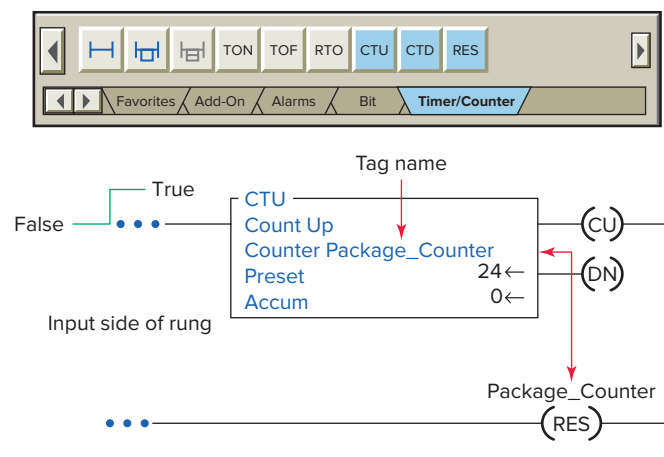 TON TOF RTO CTU CTD RES
Favorites Add-On Alarms Bit Timer/Counter
Tag name
True
False
CTU
Count Up
Counter Package_Counter
Preset 24←
Accum 0←
CU
DN
Input side of rung
Package_Counter
RES